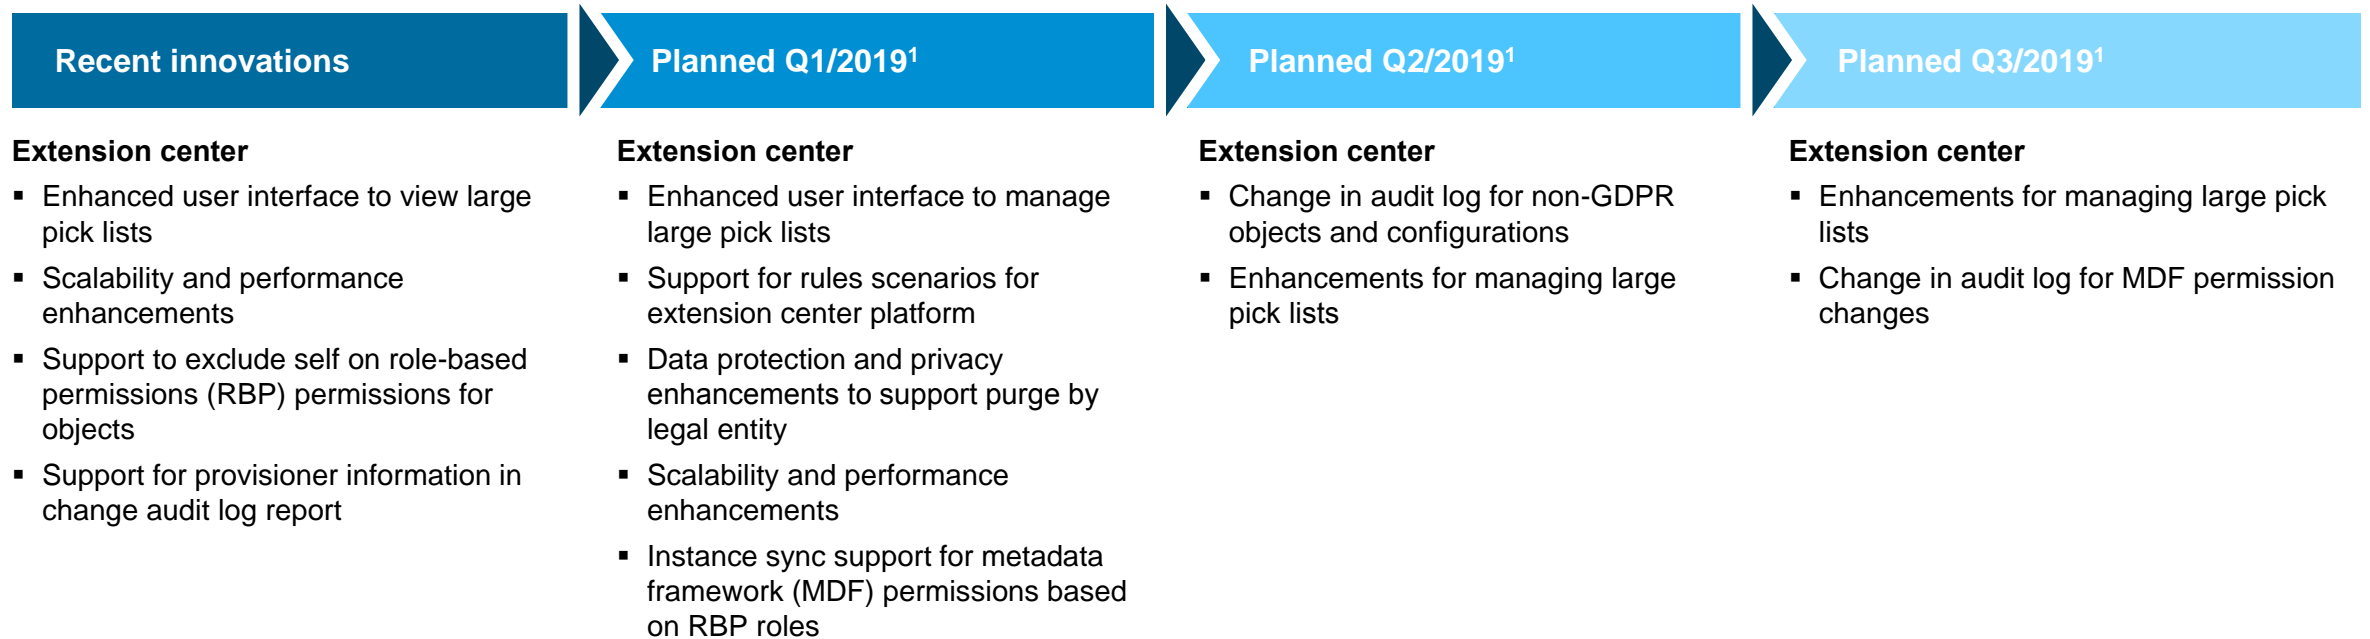 Recent innovations
Planned Q1/2019¹
Planned Q2/2019¹
Planned Q3/2019¹
Extension center
▪ Enhanced user interface to view large
pick lists
▪ Scalability and performance
enhancements
▪ Support to exclude self on role-based
permissions (RBP) permissions for
objects
▪ Support for provisioner information in
change audit log report
Extension center
▪ Enhanced user interface to manage
large pick lists
▪ Support for rules scenarios for
extension center platform
▪ Data protection and privacy
enhancements to support purge by
legal entity
▪ Scalability and performance
enhancements
▪ Instance sync support for metadata
framework (MDF) permissions based
on RBP roles
Extension center
▪ Change in audit log for non-GDPR
objects and configurations
▪ Enhancements for managing large
pick lists
Extension center
▪ Enhancements for managing large pick
lists
▪ Change in audit log for MDF permission
changes